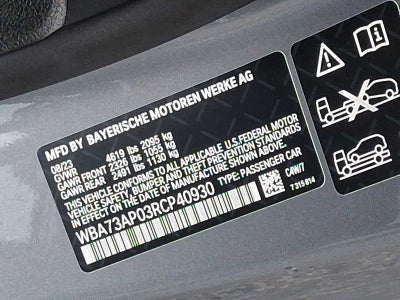 MFD BY BAYERISCHE MOTOREN WERKE AG
08/23
GVWR 4619 lbs 2095 kg
GAWR FRONT 2326 lbs 1055 kg
GAWR REAR 2491 lbs 1130 kg
THIS VEHICLE CONFORMS TO ALL APPLICABLE U.S. FEDERAL MOTOR
VEHICLE SAFETY, BUMPER, AND THEFT PREVENTION STANDARDS
IN EFFECT ON THE DATE OF MANUFACTURE SHOWN ABOVE.
WBA73AP03RCP40930 TYPE: PASSENGER CAR
C4W/7
7 315 814